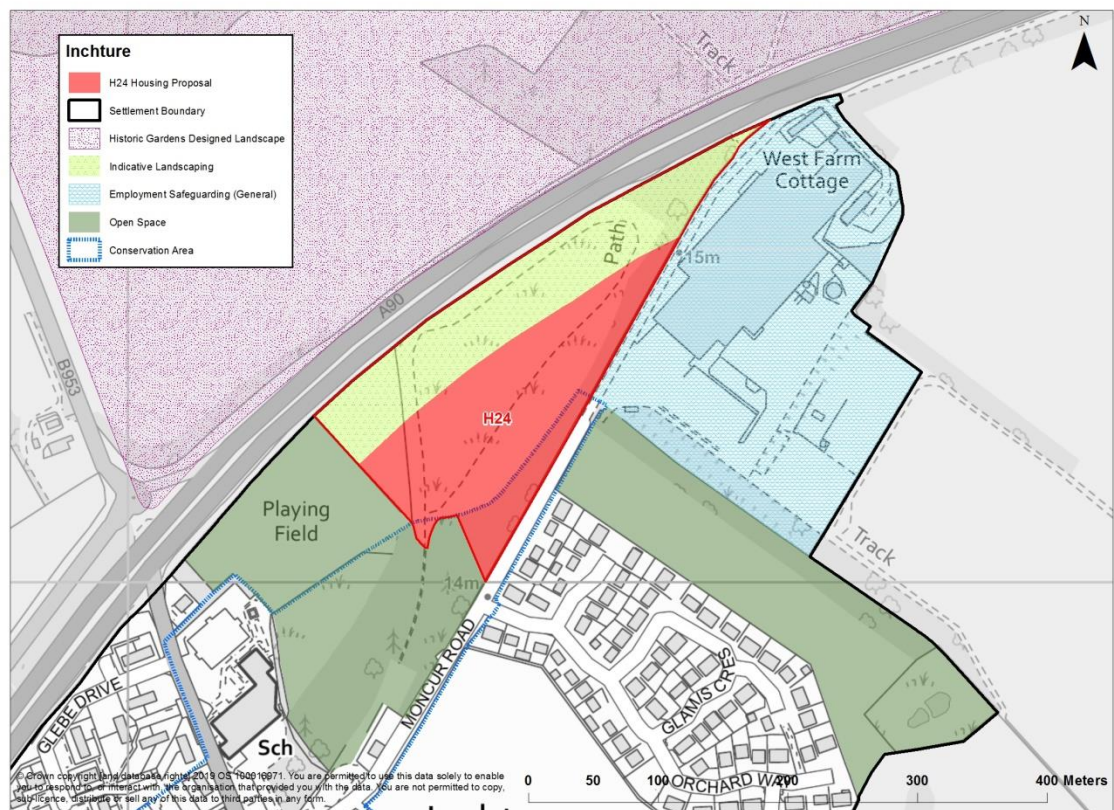 Inchture
H24 Housing Proposal
Settlement Boundary
Historic Gardens Designed Landscape
Indicative Landscaping
Employment Safeguarding (General)
Open Space
Conservation Area
N
Track
West Farm
Cottage
Path
15m
A90
B953
H24
Playing
Field
Track
14m
MONCUR ROAD
GLEBE DRIVE
GLAMIS CRES
Sch
ORCHARD WAY
© Crown copyright [and database rights] 2019 OS 100016971. You are permitted to use this data solely to enable
you to respond to, or interact with, the organisation that provided you with the data. You are not permitted to copy,
sub-licence, distribute or sell any of this data to third parties in any form.
0 50 100 200 300 400 Meters